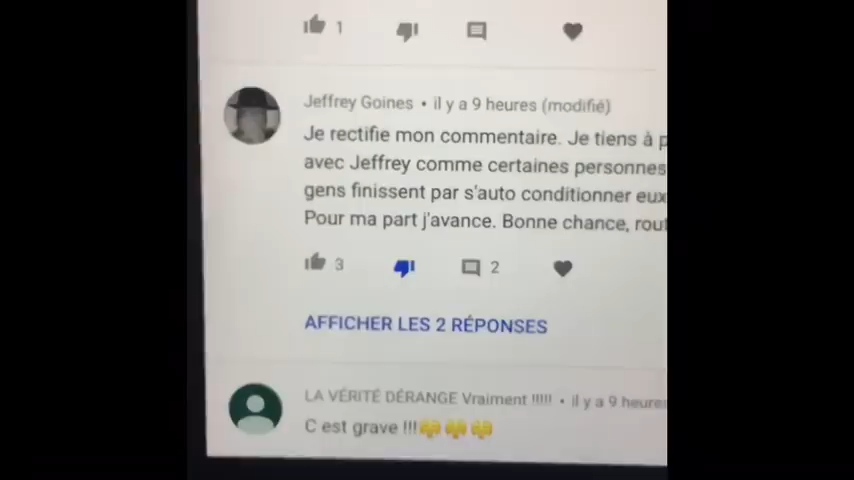 1
Jeffrey Goines • il y a 9 heures (modifié)
Je rectifie mon commentaire. Je tiens à
avec Jeffrey comme certaines personnes
gens finissent par s'auto conditionner eux
Pour ma part j'avance. Bonne chance,
3
2
AFFICHER LES 2 RÉPONSES
LA VÉRITÉ DÉRANGE Vraiment !!!!! • il y a 9 heures
C est grave !!!